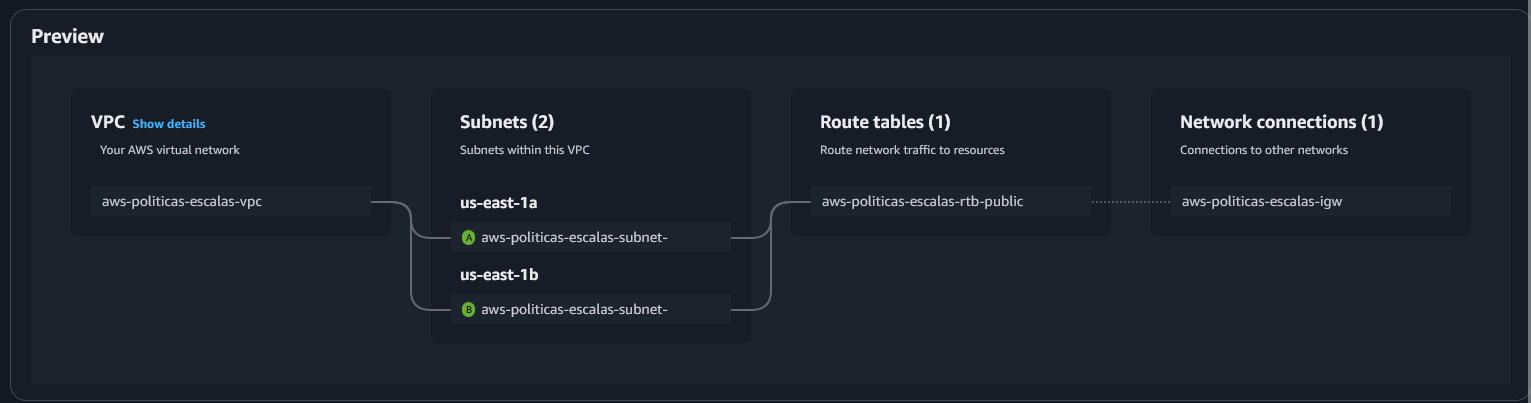 Preview
VPC Show details
Your AWS virtual network
aws-politicas-escalas-vpc
Subnets (2)
Subnets within this VPC
us-east-1a
A aws-politicas-escalas-subnet-
us-east-1b
B aws-politicas-escalas-subnet-
Route tables (1)
Route network traffic to resources
aws-politicas-escalas-rtb-public
Network connections (1)
Connections to other networks
aws-politicas-escalas-igw